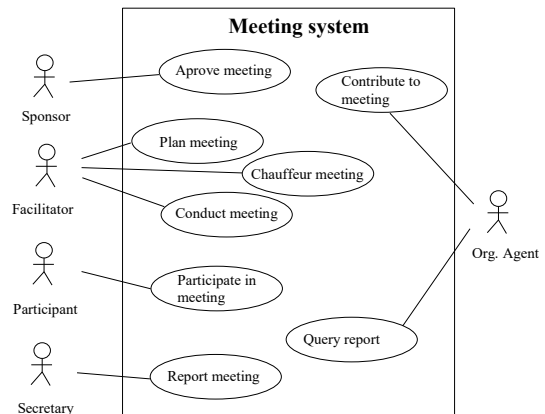 Meeting system
Aprove meeting
Contribute to
meeting
Sponsor
Plan meeting
Chauffeur meeting
Facilitator
Conduct meeting
Org. Agent
Participate in
meeting
Participant
Query report
Report meeting
Secretary